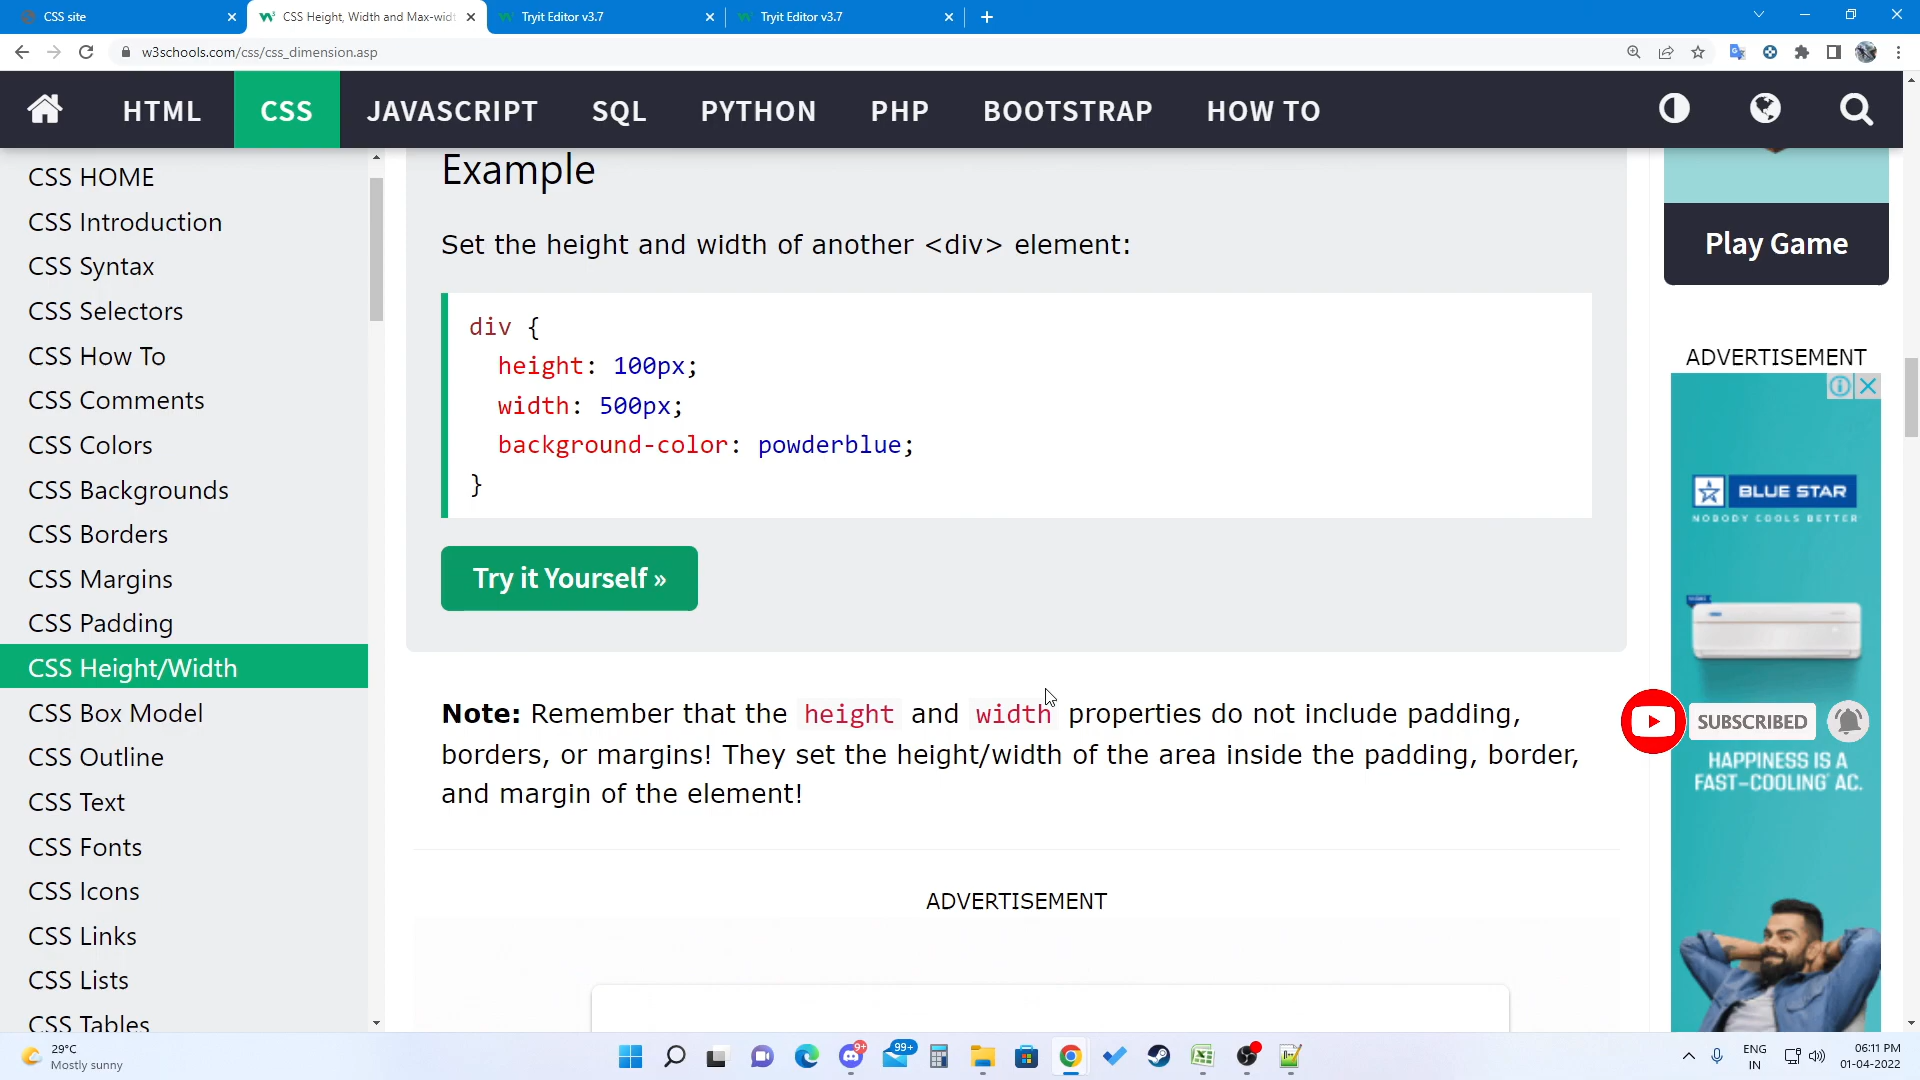 CSS site
CSS Height, Width and Max-widt
Tryit Editor v3.7
Tryit Editor v3.7
w3schools.com/css/css_dimension.asp
HTML
CSS
JAVASCRIPT
SQL
PYTHON
PHP
BOOTSTRAP
HOW TO
CSS HOME
CSS Introduction
CSS Syntax
CSS Selectors
CSS How To
CSS Comments
CSS Colors
CSS Backgrounds
CSS Borders
CSS Margins
CSS Padding
CSS Height/Width
CSS Box Model
CSS Outline
CSS Text
CSS Fonts
CSS Icons
CSS Links
CSS Lists
CSS Tables
Example
Set the height and width of another <div> element:
div {
  height: 100px;
  width: 500px;
  background-color: powderblue;
}
Try it Yourself »
Note: Remember that the height and width properties do not include padding,
borders, or margins! They set the height/width of the area inside the padding, border,
and margin of the element!
ADVERTISEMENT
Play Game
ADVERTISEMENT
BLUE STAR
NOBODY COOLS BETTER
SUBSCRIBED
HAPPINESS IS A
FAST-COOLING AC.
29°C
Mostly sunny
9+
99+
ENG
IN
06:11 PM
01-04-2022